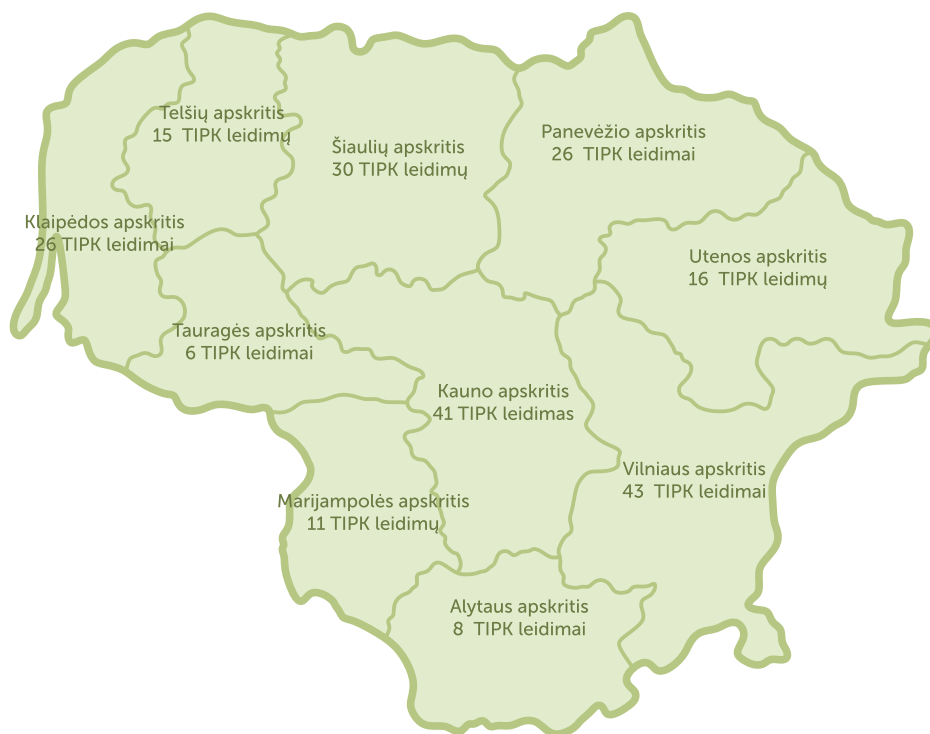 Telšių apskritis
15 TIPK leidimų
Šiaulių apskritis
30 TIPK leidimų
Panevėžio apskritis
26 TIPK leidimai
Klaipėdos apskritis
26 TIPK leidimai
Utenos apskritis
16 TIPK leidimų
Tauragės apskritis
6 TIPK leidimai
Kauno apskritis
41 TIPK leidimas
Vilniaus apskritis
43 TIPK leidimai
Marijampolės apskritis
11 TIPK leidimų
Alytaus apskritis
8 TIPK leidimai